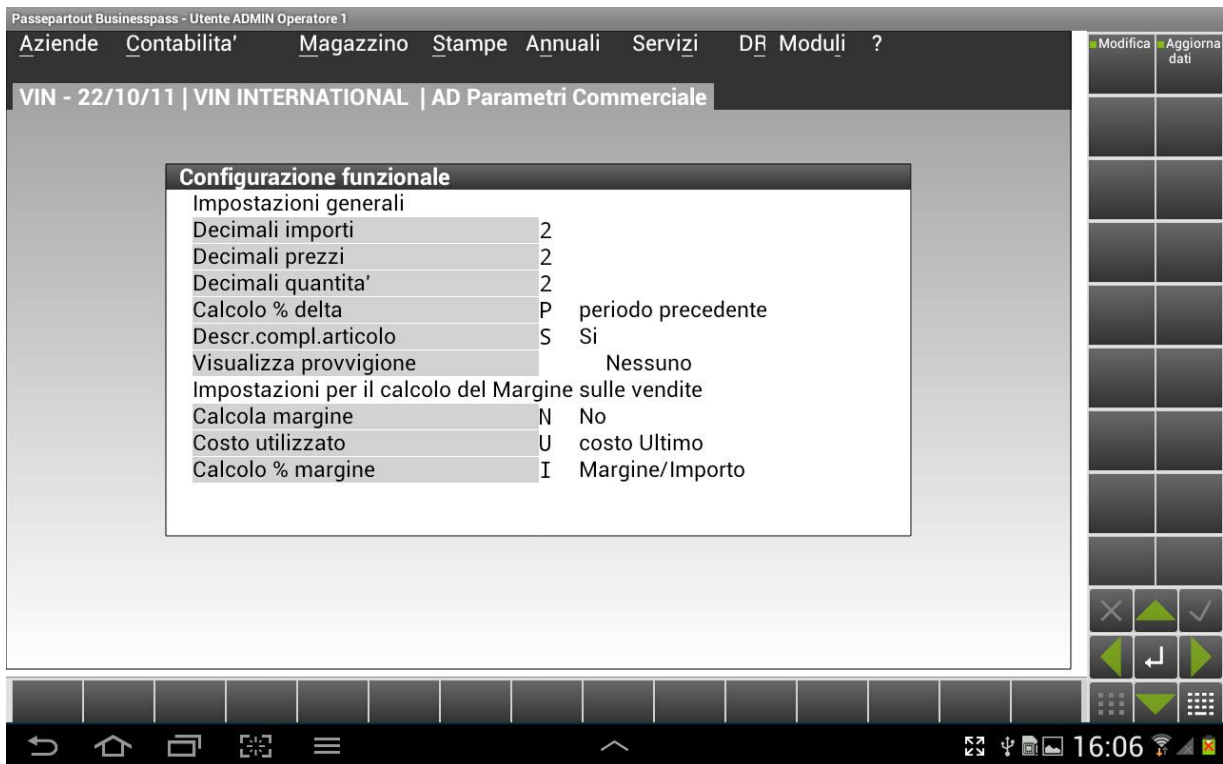 Passepartout Businesspass - Utente ADMIN Operatore 1
Aziende Contabilita' Magazzino Stampe Annuali Servizi DR Moduli ?
Modifica Aggiorna dati
VIN - 22/10/11 | VIN INTERNATIONAL | AD Parametri Commerciale
Configurazione funzionale
Impostazioni generali
Decimali importi 2
Decimali prezzi 2
Decimali quantita' 2
Calcolo % delta P periodo precedente
Descr.compl.articolo S Si
Visualizza provvigione Nessuno
Impostazioni per il calcolo del Margine sulle vendite
Calcola margine N No
Costo utilizzato U costo Ultimo
Calcolo % margine I Margine/Importo
16:06